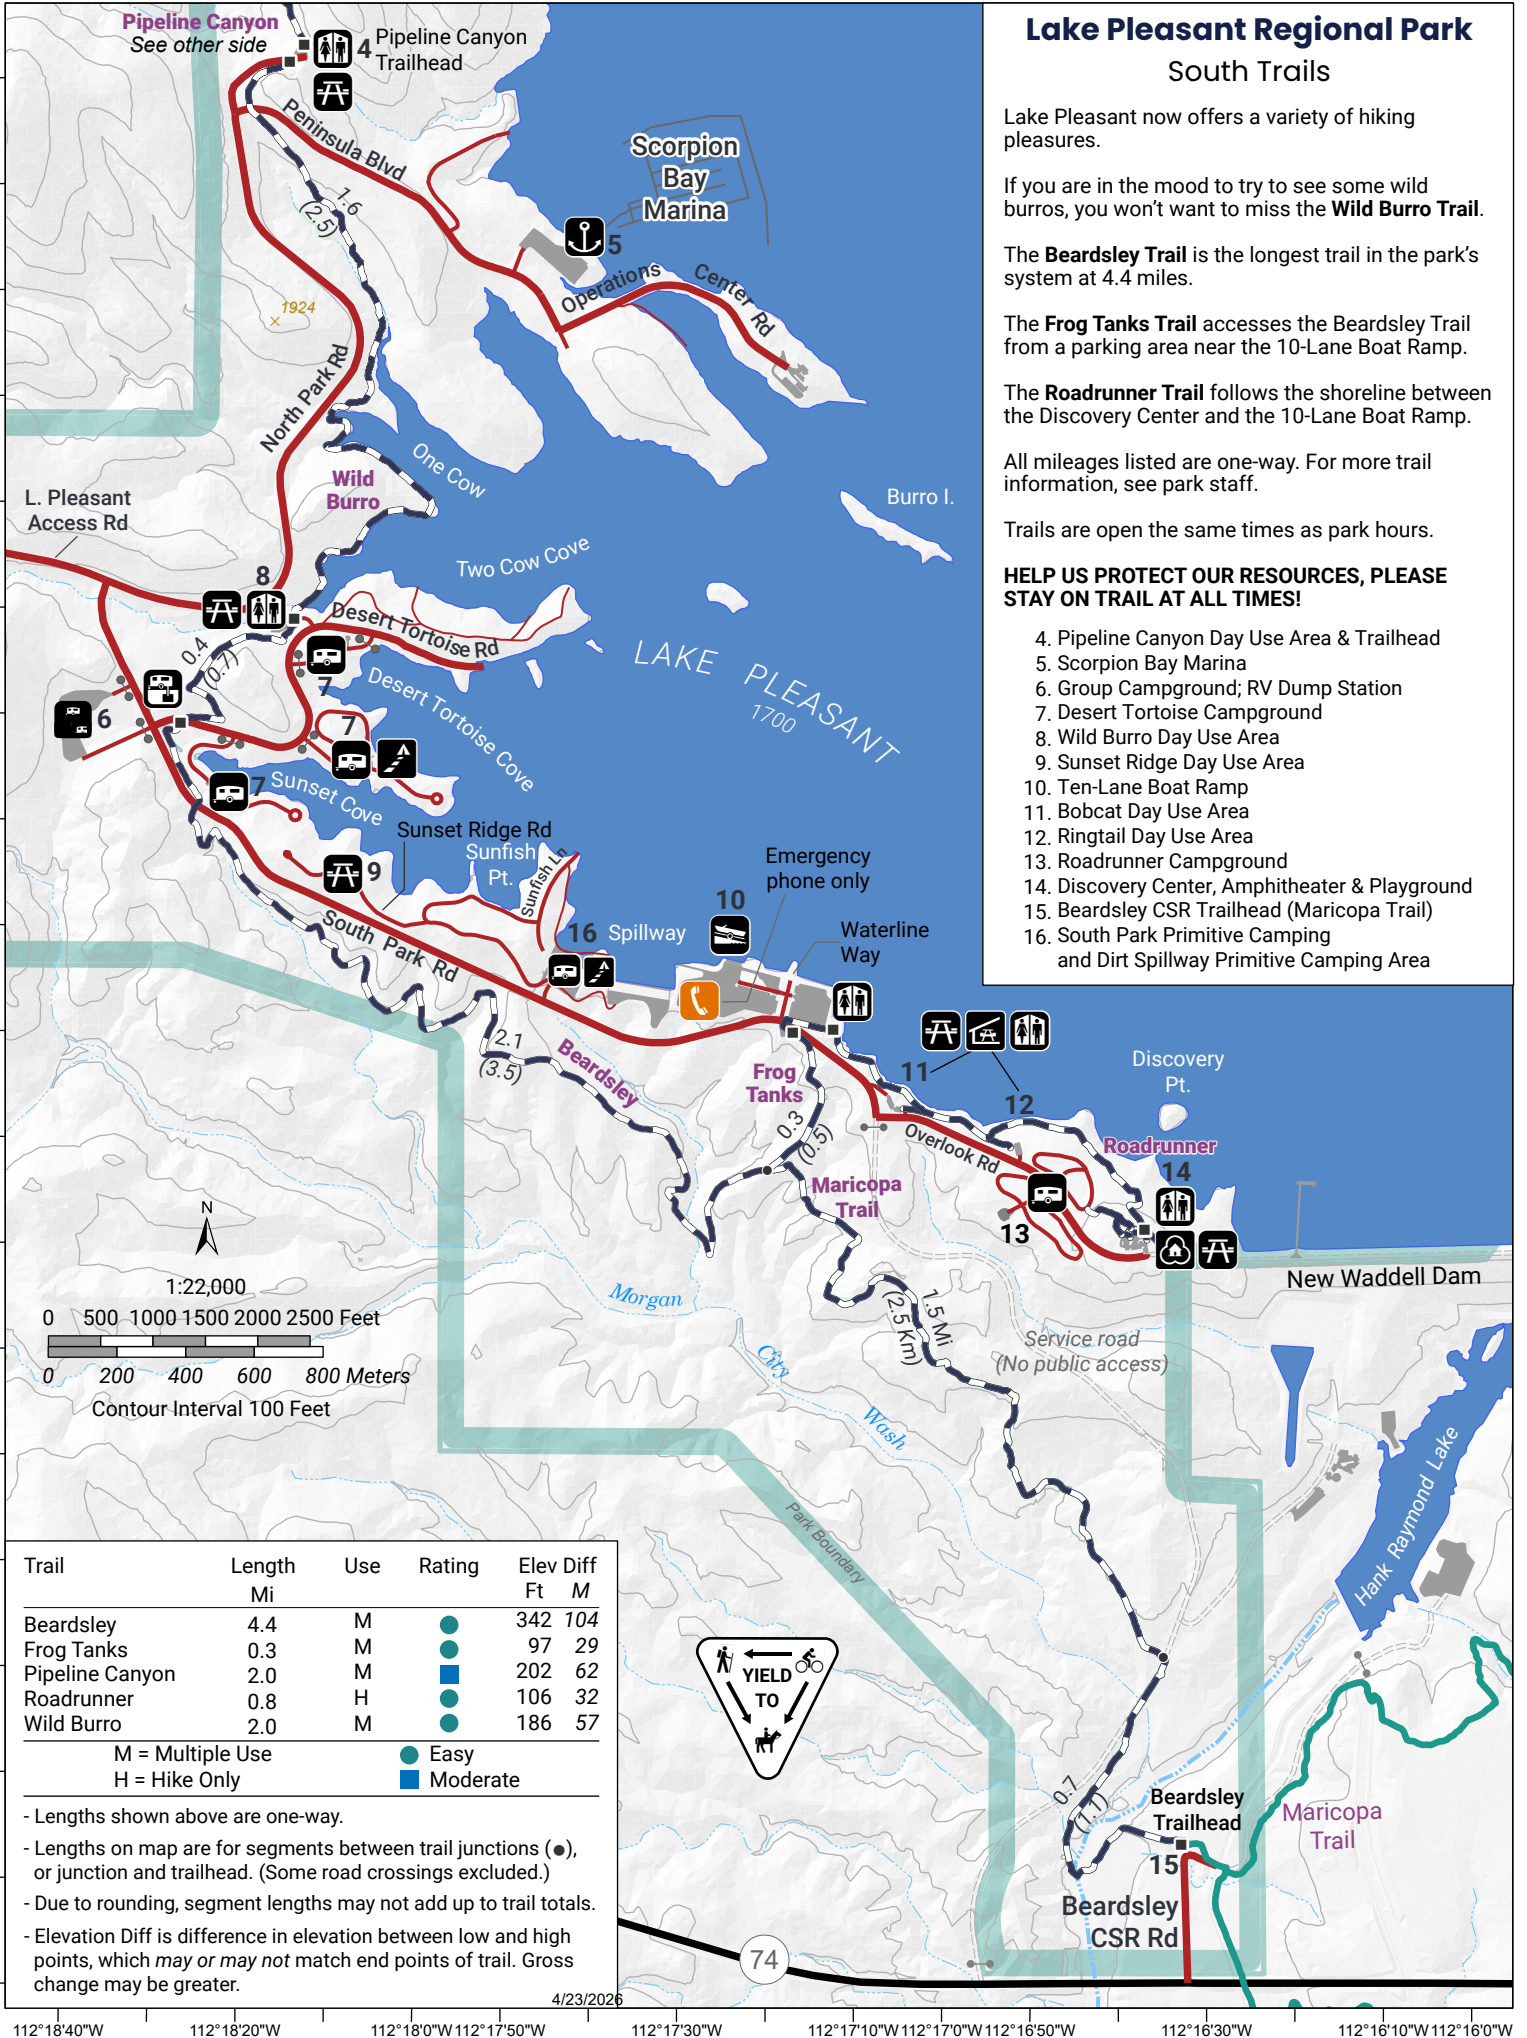 Pipeline Canyon
See other side
4
Pipeline Canyon
Trailhead
Peninsula Blvd
1.6
(2.5)
Scorpion
Bay
Marina
5
Operations Center Rd
1924
North Park Rd
One Cow
Wild
Burro
Burro I.
L. Pleasant
Access Rd
Two Cow Cove
8
Desert Tortoise Rd
0.4
(0.7)
LAKE PLEASANT
1700
7
Desert Tortoise Cove
6
7
7
Sunset Cove
Sunset Ridge Rd
Sunfish
Pt.
Sunfish Ln
9
Emergency
phone only
10
South Park Rd
16
Spillway
Waterline
Way
2.1
(3.5)
Beardsley
Frog
Tanks
11
12
Discovery
Pt.
0.3
(0.5)
Overlook Rd
Roadrunner
14
Maricopa
Trail
13
New Waddell Dam
Morgan City Wash
1.5 Mi
(2.5 Km)
Service road
(No public access)
Hank Raymond Lake
Park Boundary
N
1:22,000
0 500 1000 1500 2000 2500 Feet
0 200 400 600 800 Meters
Contour Interval 100 Feet
YIELD
TO
0.7
(1.1)
Beardsley
Trailhead
15
Maricopa
Trail
Beardsley
CSR Rd
74
Lake Pleasant Regional Park
South Trails
Lake Pleasant now offers a variety of hiking
pleasures.
If you are in the mood to try to see some wild
burros, you won't want to miss the Wild Burro Trail.
The Beardsley Trail is the longest trail in the park's
system at 4.4 miles.
The Frog Tanks Trail accesses the Beardsley Trail
from a parking area near the 10-Lane Boat Ramp.
The Roadrunner Trail follows the shoreline between
the Discovery Center and the 10-Lane Boat Ramp.
All mileages listed are one-way. For more trail
information, see park staff.
Trails are open the same times as park hours.
HELP US PROTECT OUR RESOURCES, PLEASE
STAY ON TRAIL AT ALL TIMES!
4. Pipeline Canyon Day Use Area & Trailhead
5. Scorpion Bay Marina
6. Group Campground; RV Dump Station
7. Desert Tortoise Campground
8. Wild Burro Day Use Area
9. Sunset Ridge Day Use Area
10. Ten-Lane Boat Ramp
11. Bobcat Day Use Area
12. Ringtail Day Use Area
13. Roadrunner Campground
14. Discovery Center, Amphitheater & Playground
15. Beardsley CSR Trailhead (Maricopa Trail)
16. South Park Primitive Camping
and Dirt Spillway Primitive Camping Area
Trail Length Use Rating Elev Diff
Mi Ft M
Beardsley 4.4 M 342 104
Frog Tanks 0.3 M 97 29
Pipeline Canyon 2.0 M 202 62
Roadrunner 0.8 H 106 32
Wild Burro 2.0 M 186 57
M = Multiple Use Easy
H = Hike Only Moderate
- Lengths shown above are one-way.
- Lengths on map are for segments between trail junctions (●),
or junction and trailhead. (Some road crossings excluded.)
- Due to rounding, segment lengths may not add up to trail totals.
- Elevation Diff is difference in elevation between low and high
points, which may or may not match end points of trail. Gross
change may be greater.
4/23/2026
112°18'40"W 112°18'20"W 112°18'0"W 112°17'50"W 112°17'30"W 112°17'10"W 112°17'0"W 112°16'50"W 112°16'30"W 112°16'10"W 112°16'0"W